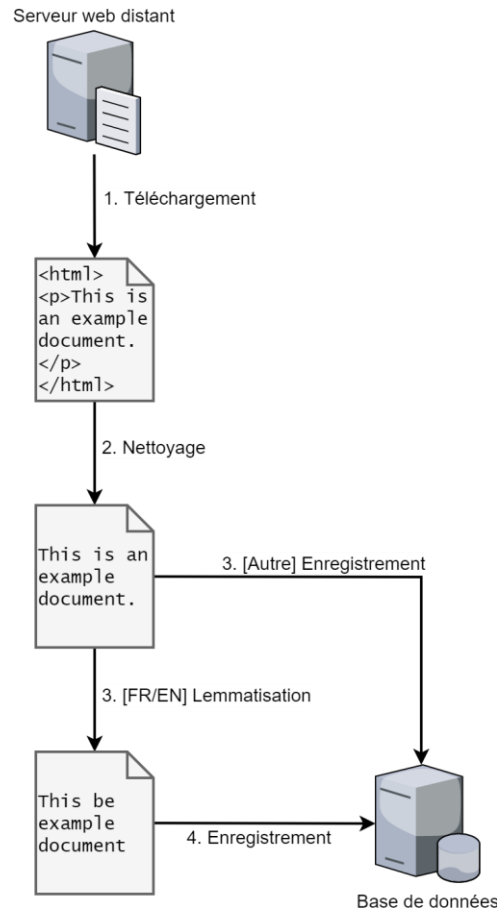 Serveur web distant
1. Téléchargement
<html>
<p>This is
an example
document.
</p>
</html>
2. Nettoyage
This is an
example
document.
3. [Autre] Enregistrement
3. [FR/EN] Lemmatisation
This be
example
document
4. Enregistrement
Base de données